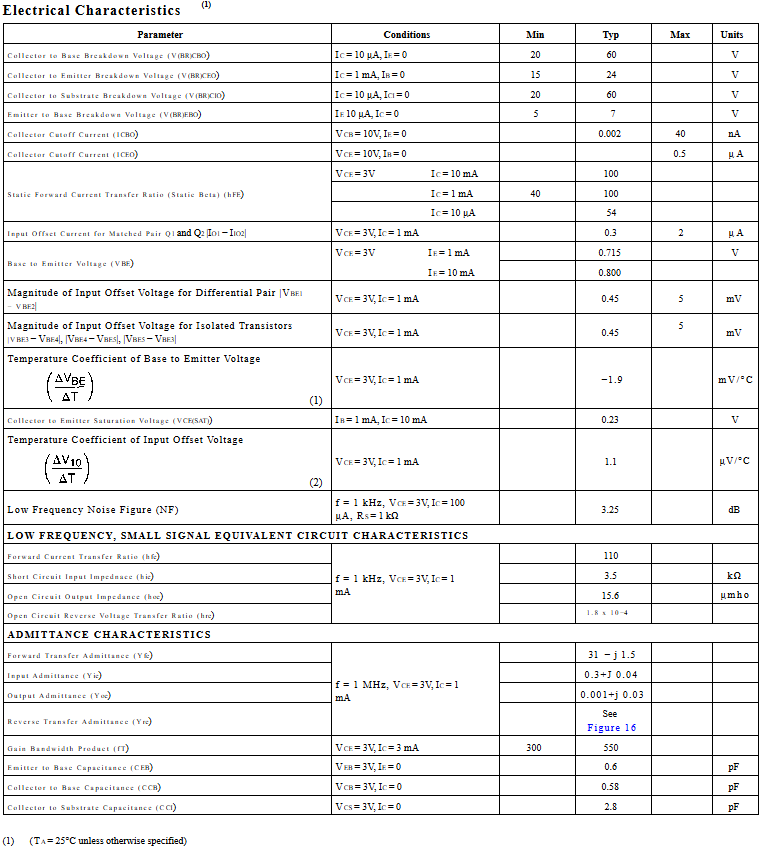 Electrical Characteristics (1)
Parameter Conditions Min Typ Max Units
Collector to Base Breakdown Voltage (V(BR)CBO) IC = 10 μA, IE = 0 20 60 V
Collector to Emitter Breakdown Voltage (V(BR)CEO) IC = 1 mA, IB = 0 15 24 V
Collector to Substrate Breakdown Voltage (V(BR)CIO) IC = 10 μA, ICI = 0 20 60 V
Emitter to Base Breakdown Voltage (V(BR)EBO) IE 10 μA, IC = 0 5 7 V
Collector Cutoff Current (ICBO) VCB = 10V, IE = 0 0.002 40 nA
Collector Cutoff Current (ICEO) VCE = 10V, IB = 0 0.5 μA
Static Forward Current Transfer Ratio (Static Beta) (hFE) VCE = 3V IC = 10 mA 100
IC = 1 mA 40 100
IC = 10 μA 54
Input Offset Current for Matched Pair Q1 and Q2 |IO1 − IIO2| VCE = 3V, IC = 1 mA 0.3 2 μA
Base to Emitter Voltage (VBE) VCE = 3V IE = 1 mA 0.715 V
IE = 10 mA 0.800
Magnitude of Input Offset Voltage for Differential Pair |VBE1
− VBE2| VCE = 3V, IC = 1 mA 0.45 5 mV
Magnitude of Input Offset Voltage for Isolated Transistors
|VBE3 − VBE4|, |VBE4 − VBE5|, |VBE5 − VBE3| VCE = 3V, IC = 1 mA 0.45 5 mV
Temperature Coefficient of Base to Emitter Voltage
(ΔVBE/ΔT) (1) VCE = 3V, IC = 1 mA −1.9 mV/°C
Collector to Emitter Saturation Voltage (VCE(SAT)) IB = 1 mA, IC = 10 mA 0.23 V
Temperature Coefficient of Input Offset Voltage
(ΔV10/ΔT) (2) VCE = 3V, IC = 1 mA 1.1 μV/°C
Low Frequency Noise Figure (NF) f = 1 kHz, VCE = 3V, IC = 100
μA, RS = 1 kΩ 3.25 dB
LOW FREQUENCY, SMALL SIGNAL EQUIVALENT CIRCUIT CHARACTERISTICS
Forward Current Transfer Ratio (hfe) 110
Short Circuit Input Impednace (hie) f = 1 kHz, VCE = 3V, IC = 1
mA 3.5 kΩ
Open Circuit Output Impedance (hoe) 15.6 μmho
Open Circuit Reverse Voltage Transfer Ratio (hre) 1.8 x 10−4
ADMITTANCE CHARACTERISTICS
Forward Transfer Admittance (Yfe) 31 − j 1.5
Input Admittance (Yie) f = 1 MHz, VCE = 3V, IC = 1
mA 0.3+J 0.04
Output Admittance (Yoe) 0.001+j 0.03
Reverse Transfer Admittance (Yre) See
Figure 16
Gain Bandwidth Product (fT) VCE = 3V, IC = 3 mA 300 550
Emitter to Base Capacitance (CEB) VEB = 3V, IE = 0 0.6 pF
Collector to Base Capacitance (CCB) VCB = 3V, IC = 0 0.58 pF
Collector to Substrate Capacitance (CCI) VCS = 3V, IC = 0 2.8 pF
(1) (TA = 25°C unless otherwise specified)